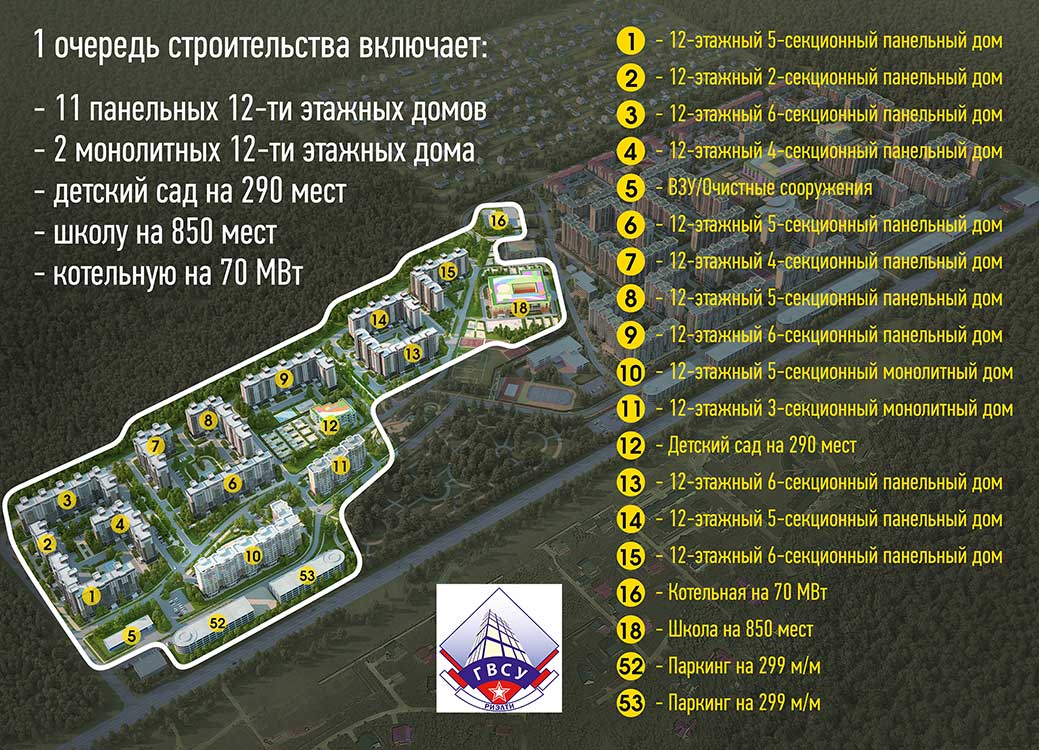 1 очередь строительства включает:
- 11 панельных 12-ти этажных домов
- 2 монолитных 12-ти этажных дома
- детский сад на 290 мест
- школу на 850 мест
- котельную на 70 МВт
1 - 12-этажный 5-секционный панельный дом
2 - 12-этажный 2-секционный панельный дом
3 - 12-этажный 6-секционный панельный дом
4 - 12-этажный 4-секционный панельный дом
5 - ВЗУ/Очистные сооружения
6 - 12-этажный 5-секционный панельный дом
7 - 12-этажный 4-секционный панельный дом
8 - 12-этажный 5-секционный панельный дом
9 - 12-этажный 6-секционный панельный дом
10 - 12-этажный 5-секционный монолитный дом
11 - 12-этажный 3-секционный монолитный дом
12 - Детский сад на 290 мест
13 - 12-этажный 6-секционный панельный дом
14 - 12-этажный 5-секционный панельный дом
15 - 12-этажный 6-секционный панельный дом
16 - Котельная на 70 МВт
18 - Школа на 850 мест
52 - Паркинг на 299 м/м
53 - Паркинг на 299 м/м
16
15
18
14
13
9
8
12
7
11
6
3
4
2
10
53
1
52
5
ГВСУ
РИЭЛТИ